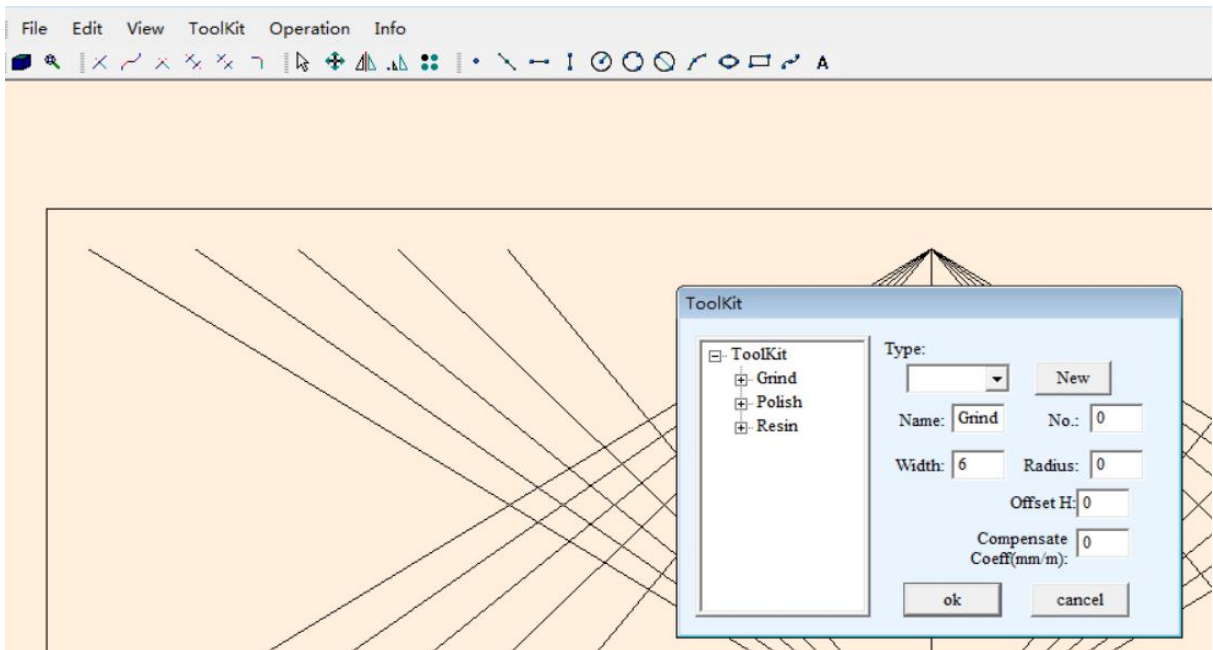 File Edit View ToolKit Operation Info
A
ToolKit
ToolKit
Grind
Polish
Resin
Type:
New
Name: Grind No.: 0
Width: 6 Radius: 0
Offset H: 0
Compensate
Coeff(mm/m): 0
ok cancel